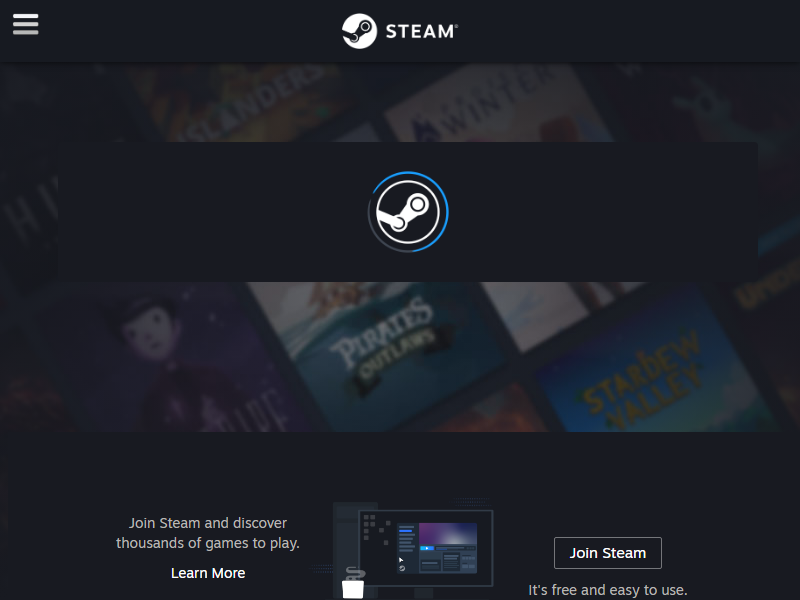 STEAM
ISLANDERS
WINTER
PIRATES
OUTLAWS
STARDEW
VALLEY
Join Steam and discover
thousands of games to play.
Learn More
Join Steam
It's free and easy to use.